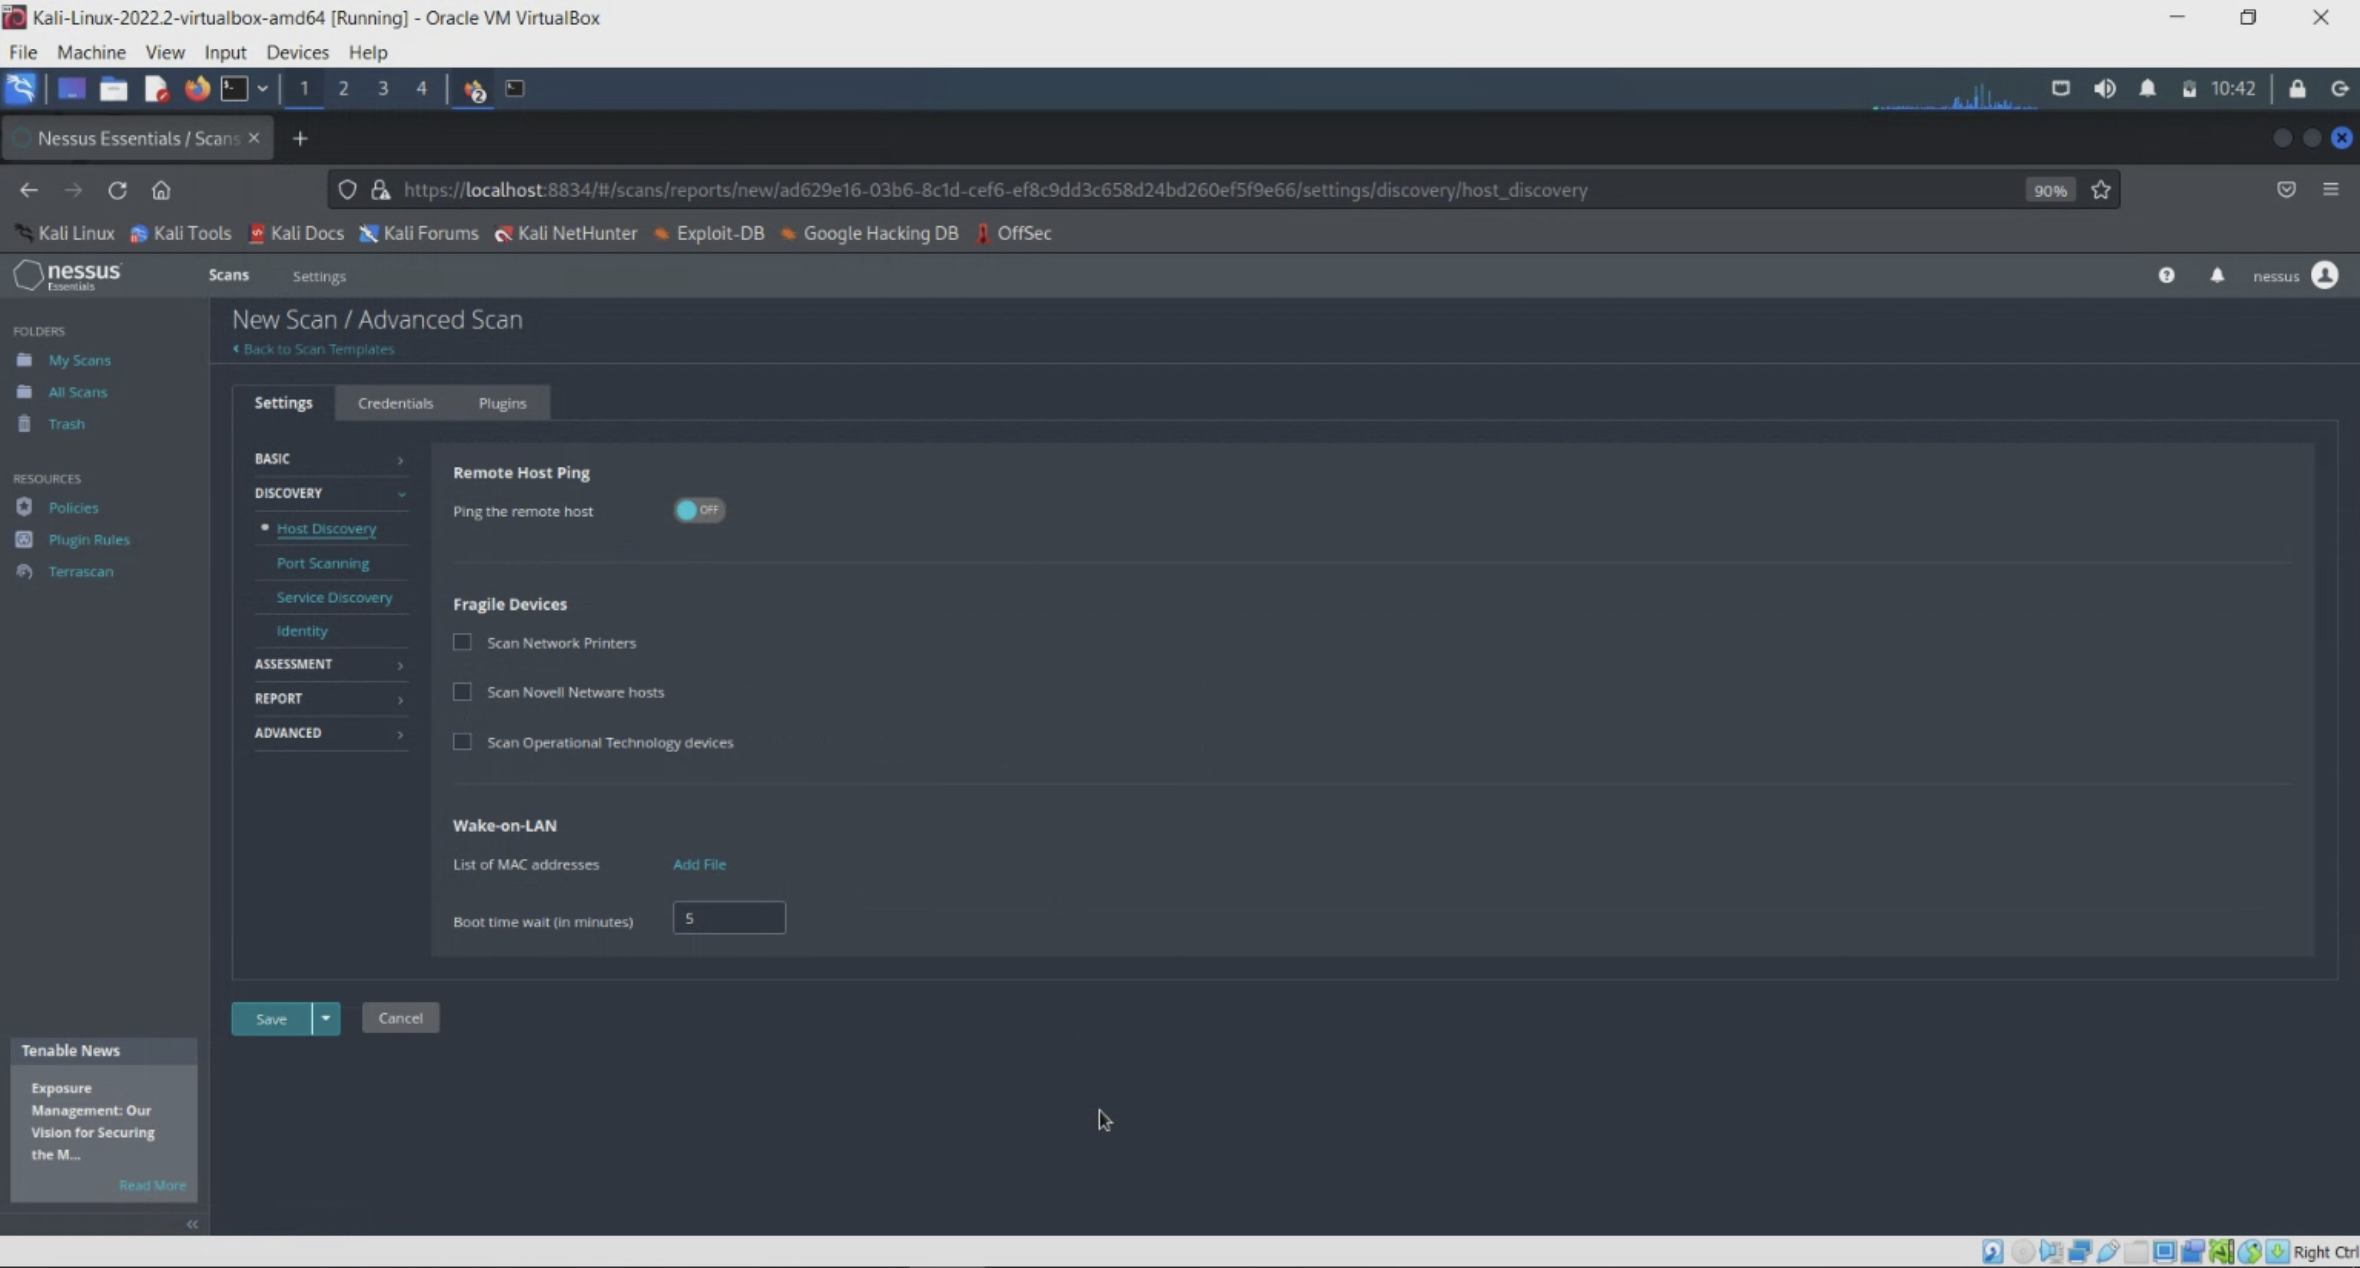 Kali-Linux-2022.2-virtualbox-amd64 [Running] - Oracle VM VirtualBox
File Machine View Input Devices Help
1 2 3 4 2 10:42
Nessus Essentials / Scans
https://localhost:8834/#/scans/reports/new/ad629e16-03b6-8c1d-cef6-ef8c9dd3c658d24bd260ef5f9e66/settings/discovery/host_discovery 90%
Kali Linux Kali Tools Kali Docs Kali Forums Kali NetHunter Exploit-DB Google Hacking DB OffSec
nessus Essentials Scans Settings nessus
FOLDERS
My Scans
All Scans
Trash
RESOURCES
Policies
Plugin Rules
Terrascan
New Scan / Advanced Scan
Back to Scan Templates
Settings Credentials Plugins
BASIC
DISCOVERY
Host Discovery
Port Scanning
Service Discovery
Identity
ASSESSMENT
REPORT
ADVANCED
Remote Host Ping
Ping the remote host OFF
Fragile Devices
Scan Network Printers
Scan Novell Netware hosts
Scan Operational Technology devices
Wake-on-LAN
List of MAC addresses Add File
Boot time wait (in minutes) 5
Save Cancel
Tenable News
Exposure
Management: Our
Vision for Securing
the M...
Read More
Right Ctrl